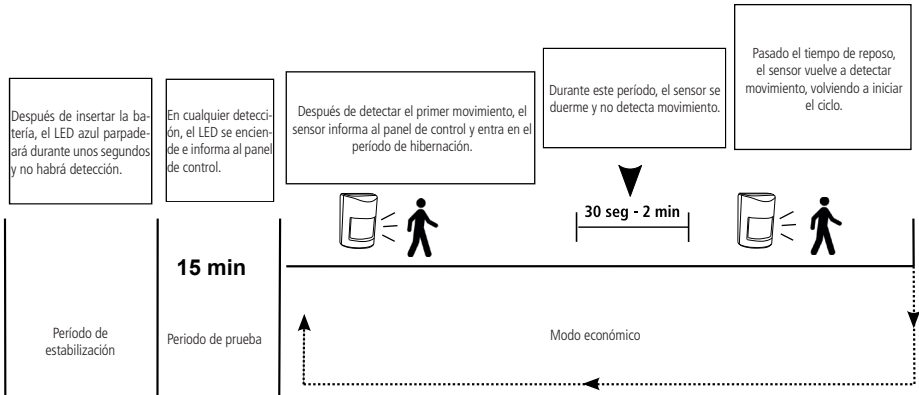 Después de insertar la ba-
tería, el LED azul parpade-
ará durante unos segundos
y no habrá detección.
En cualquier detecci-
ón, el LED se encien-
de e informa al panel
de control.
Después de detectar el primer movimiento, el
sensor informa al panel de control y entra en el
período de hibernación.
Durante este período, el sensor se
duerme y no detecta movimiento.
Pasado el tiempo de reposo,
el sensor vuelve a detectar
movimiento, volviendo a iniciar
el ciclo.
30 seg - 2 min
15 min
Período de
estabilización
Periodo de prueba
Modo económico